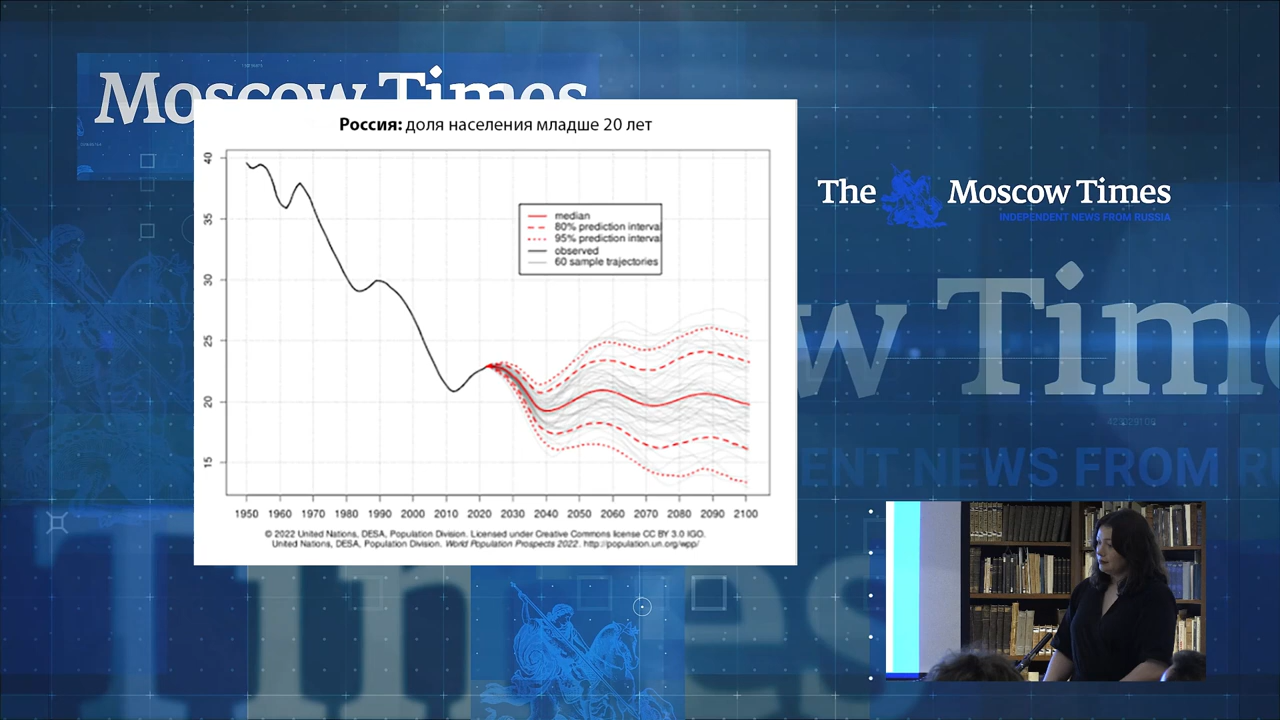 Moscow Times
Россия: доля населения младше 20 лет
40
35
30
25
20
15
median
80% prediction interval
95% prediction interval
observed
60 sample trajectories
1950 1960 1970 1980 1990 2000 2010 2020 2030 2040 2050 2060 2070 2080 2090 2100
© 2022 United Nations, DESA, Population Division. Licensed under Creative Commons license CC BY 3.0 IGO.
United Nations, DESA, Population Division. World Population Prospects 2022. http://population.un.org/wpp/
The Moscow Times
INDEPENDENT NEWS FROM RUSSIA
w Time
ENT NEWS FROM R
Times